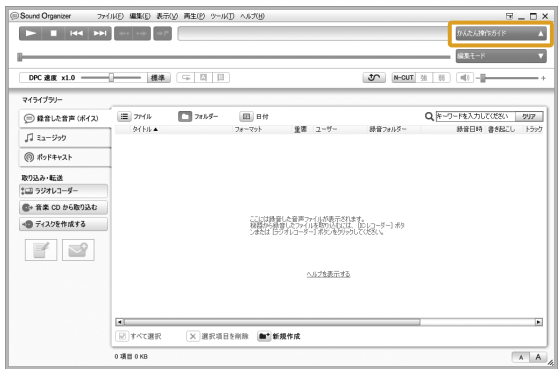 Sound Organizer ファイル(F) 編集(E) 表示(V) 再生(P) ツール(T) ヘルプ(H)
かんたん操作ガイド
編集モード
DPC 速度 x1.0 標準 N-CUT
マイライブラリー
録音した音声 (ボイス)
ミュージック
ポッドキャスト
取り込み・転送
ラジオレコーダー
音楽 CD から取り込む
ディスクを作成する
ファイル フォルダー 日付 キーワードを入力してください クリア
タイトル フォーマット 重要 ユーザー 録音フォルダー 録音日時 書き起こし トラック
ここには録音した音声ファイルが表示されます。
機器から録音したファイルを取り込むには、[ICレコーダー] ボタ
ンまたは [ラジオレコーダー] ボタンをクリックしてください。
ヘルプを表示する
すべて選択 選択項目を削除 新規作成
0 項目 0 KB A A